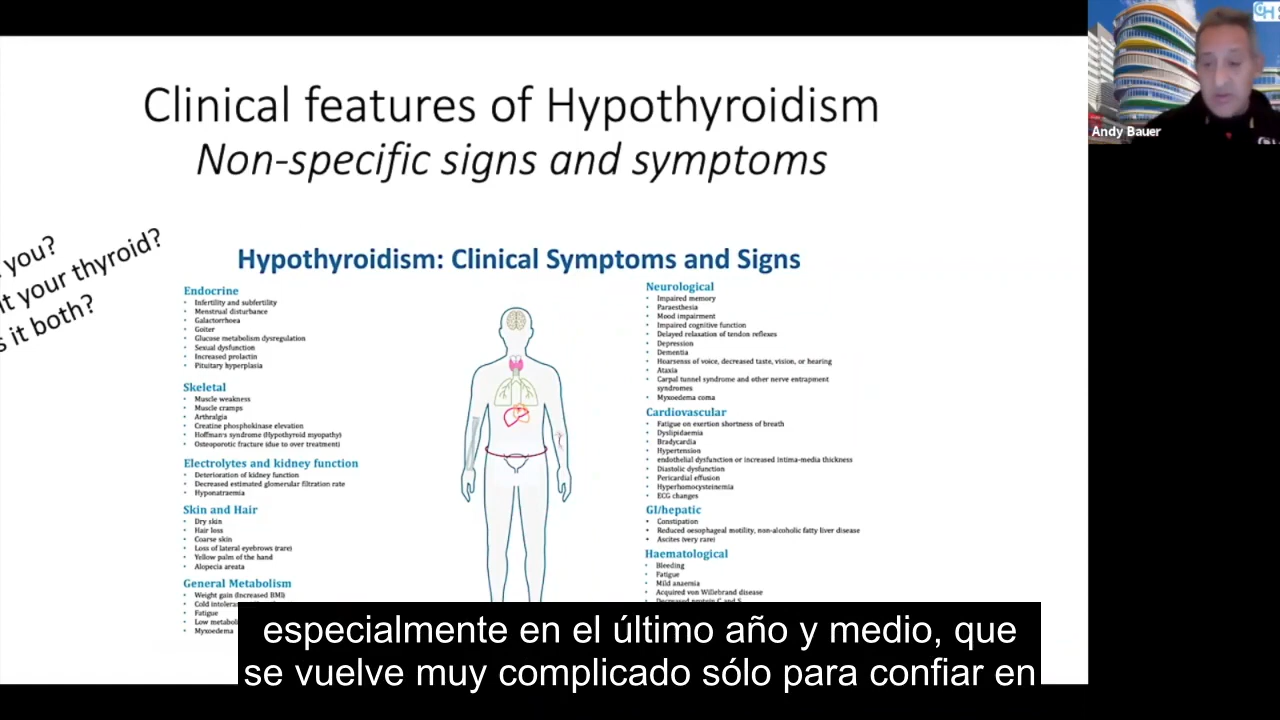 Clinical features of Hypothyroidism
Non-specific signs and symptoms
you?
it your thyroid?
it both?
Hypothyroidism: Clinical Symptoms and Signs
Endocrine
• Infertility and subfertility
• Menstrual disturbance
• Galactorrhoea
• Goiter
• Glucose metabolism dysregulation
• Sexual dysfunction
• Increased prolactin
• Pituitary hyperplasia
Skeletal
• Muscle weakness
• Muscle cramps
• Arthralgia
• Creatine phosphokinase elevation
• Hoffman's syndrome (Hypothyroid myopathy)
• Osteoporotic fracture (due to over treatment)
Electrolytes and kidney function
• Deterioration of kidney function
• Decreased estimated glomerular filtration rate
• Hyponatraemia
Skin and Hair
• Dry skin
• Hair loss
• Coarse skin
• Loss of lateral eyebrows (rare)
• Yellow palm of the hand
• Alopecia areata
General Metabolism
• Weight gain (Increased BMI)
• Cold
• Fatigue
• Low
• Myxoedema
Neurological
• Impaired memory
• Paraesthesia
• Mood impairment
• Impaired cognitive function
• Delayed relaxation of tendon reflexes
• Depression
• Dementia
• Hoarsenss of voice, decreased taste, vision, or hearing
• Ataxia
• Carpal tunnel syndrome and other nerve entrapment
syndromes
• Myxoedema coma
Cardiovascular
• Fatigue on exertion shortness of breath
• Dyslipidaemia
• Bradycardia
• Hypertension
• endothelial dysfunction or increased intima-media thickness
• Diastolic dysfunction
• Pericardial effusion
• Hyperhomocysteinemia
• ECG changes
GI/hepatic
• Constipation
• Reduced oesophageal motility, non-alcoholic fatty liver disease
• Ascites (very rare)
Haematological
• Bleeding
• Fatigue
• Mild anaemia
• Acquired von Willebrand disease
Andy Bauer
especialmente en el último año y medio, que
se vuelve muy complicado sólo para confiar en